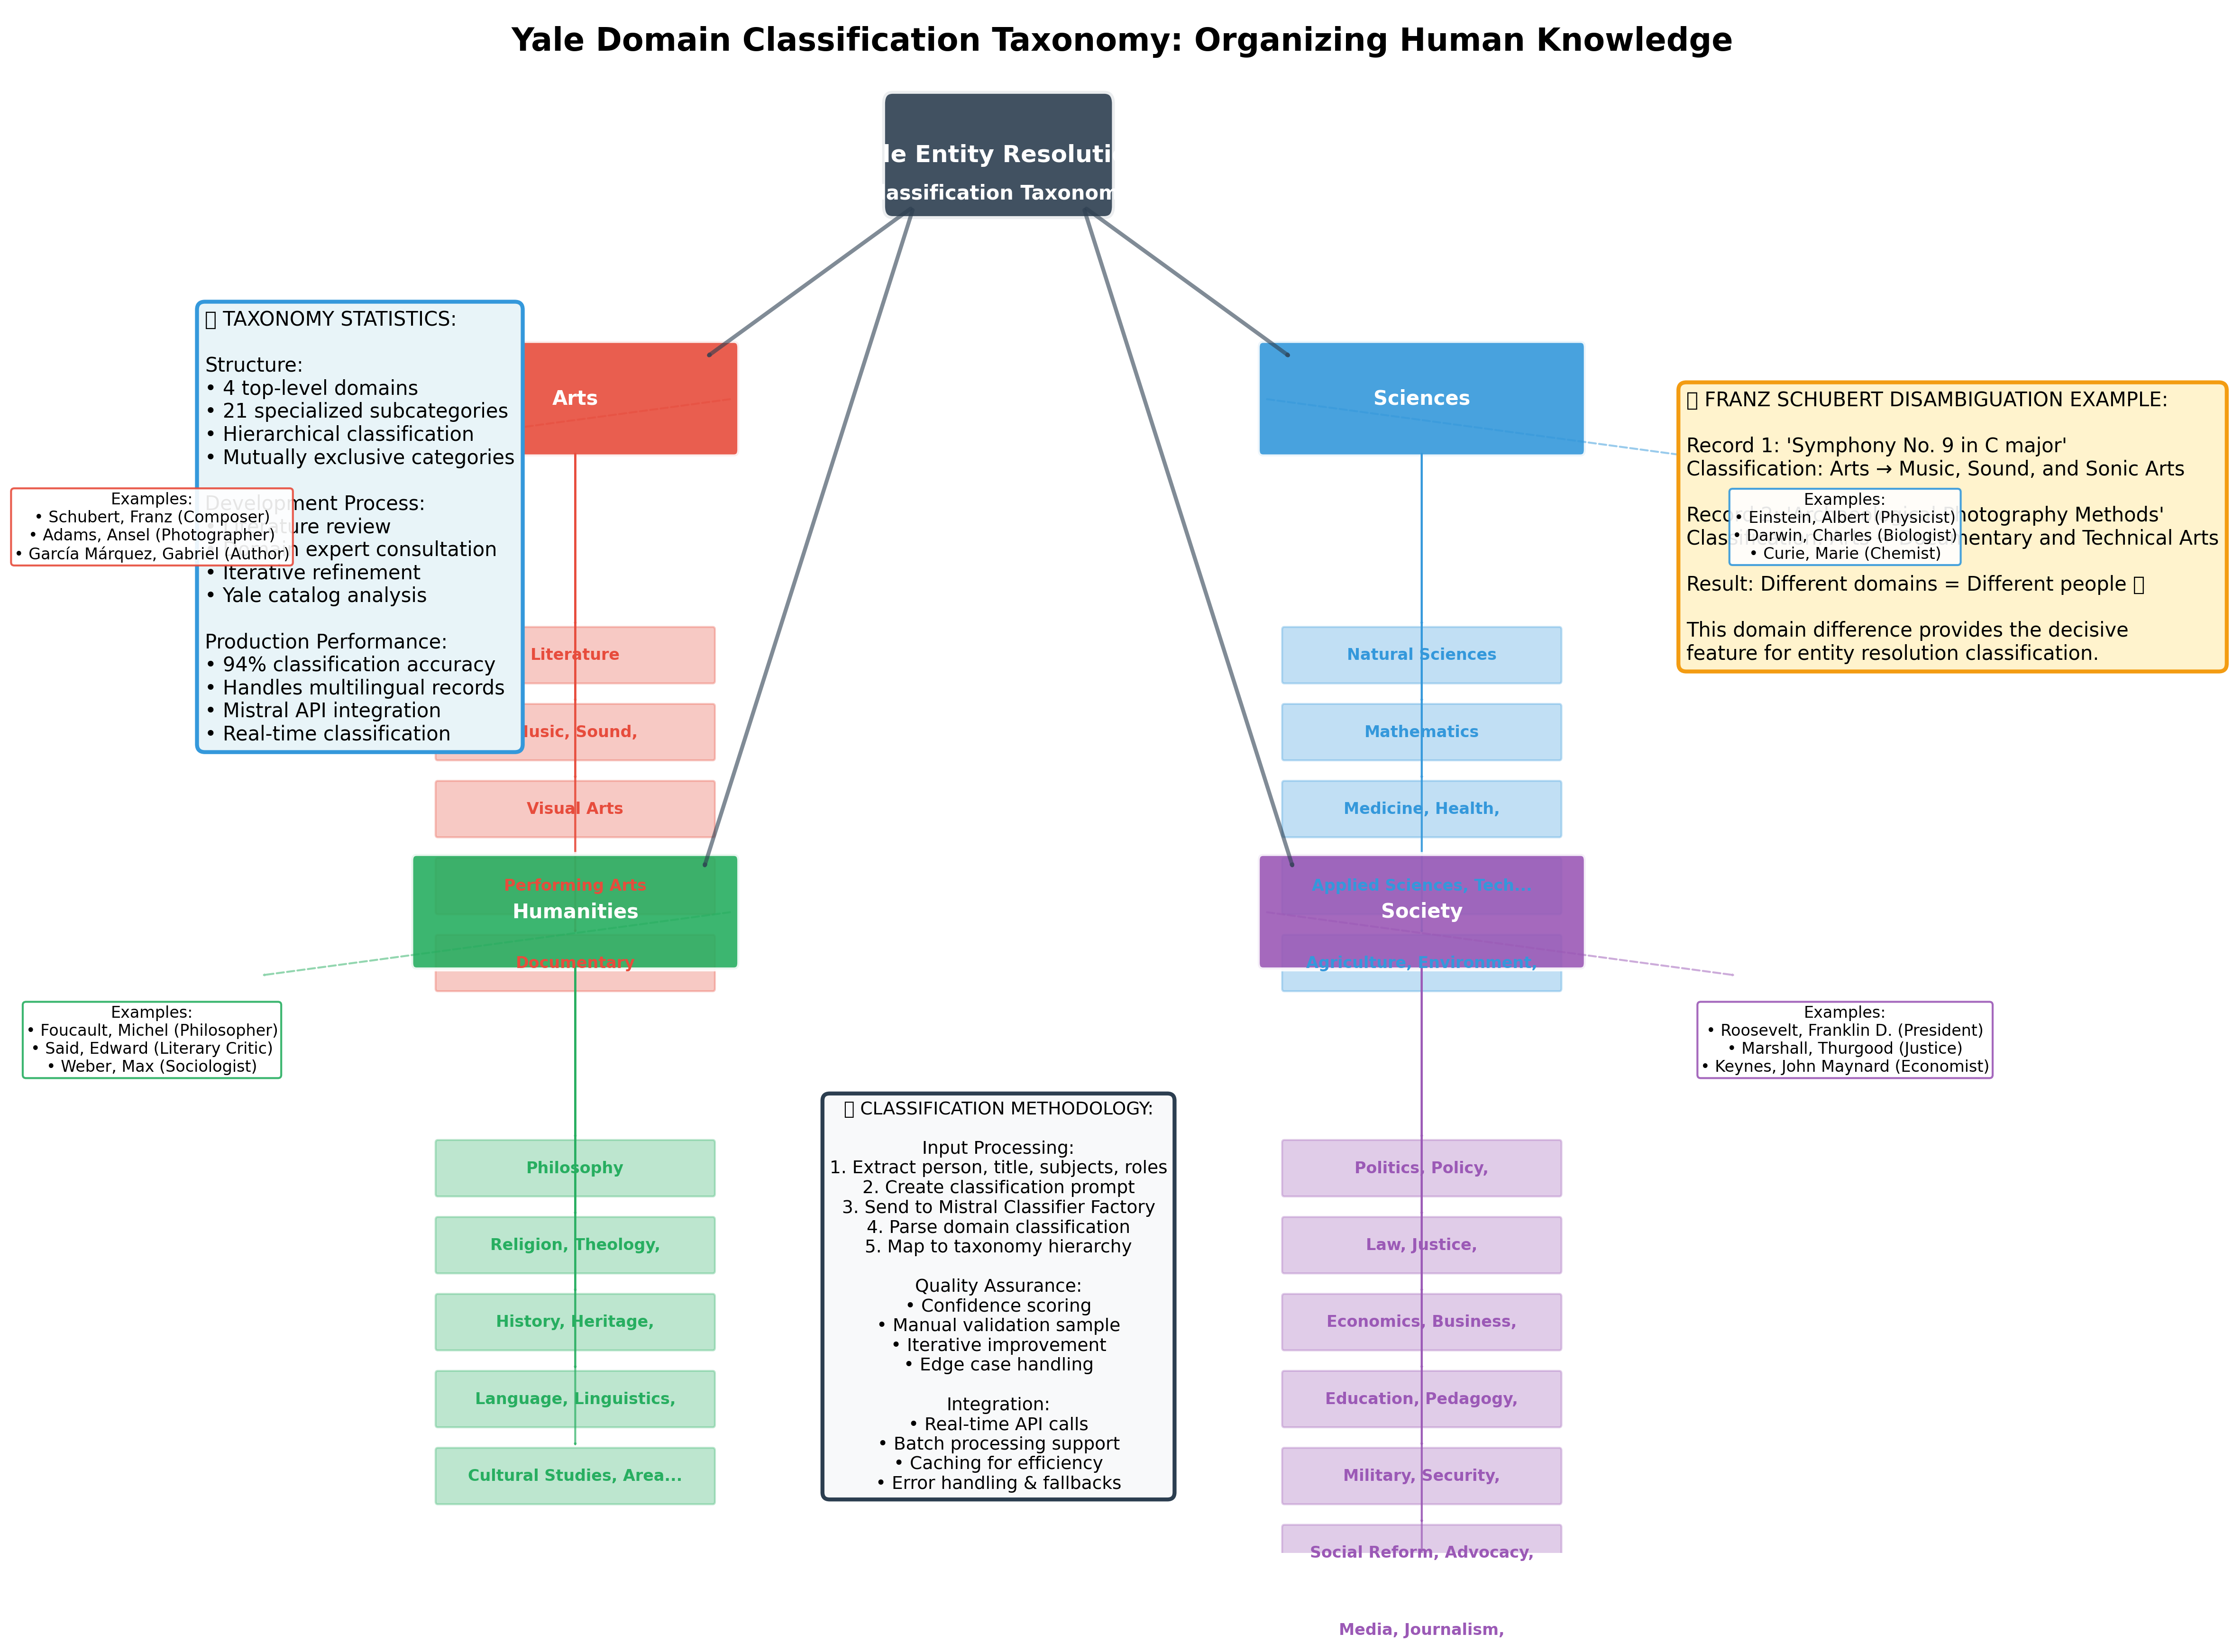 Yale Domain Classification Taxonomy: Organizing Human Knowledge
le Entity Resoluti
assification Taxonom
TAXONOMY STATISTICS:
Structure:
• 4 top-level domains
• 21 specialized subcategories
• Hierarchical classification
• Mutually exclusive categories
Development Process:
expert consultation
• Iterative refinement
• Yale catalog analysis
Production Performance:
• 94% classification accuracy
• Handles multilingual records
• Mistral API integration
• Real-time classification
Examples:
• Schubert, Franz (Composer)
• Adams, Ansel (Photographer)
• García Márquez, Gabriel (Author)
Arts
Literature
usic, Sound,
Visual Arts
Performing Arts
Documentary
Sciences
Natural Sciences
Mathematics
Medicine, Health,
Applied Sciences, Tech...
Agriculture, Environment,
FRANZ SCHUBERT DISAMBIGUATION EXAMPLE:
Record 1: 'Symphony No. 9 in C major'
Classification: Arts → Music, Sound, and Sonic Arts
hotography Methods'
mentary and Technical Arts
Result: Different domains = Different people
This domain difference provides the decisive
feature for entity resolution classification.
Examples:
• Einstein, Albert (Physicist)
• Darwin, Charles (Biologist)
• Curie, Marie (Chemist)
Humanities
Examples:
• Foucault, Michel (Philosopher)
• Said, Edward (Literary Critic)
• Weber, Max (Sociologist)
Philosophy
Religion, Theology,
History, Heritage,
Language, Linguistics,
Cultural Studies, Area...
CLASSIFICATION METHODOLOGY:
Input Processing:
1. Extract person, title, subjects, roles
2. Create classification prompt
3. Send to Mistral Classifier Factory
4. Parse domain classification
5. Map to taxonomy hierarchy
Quality Assurance:
• Confidence scoring
• Manual validation sample
• Iterative improvement
• Edge case handling
Integration:
• Real-time API calls
• Batch processing support
• Caching for efficiency
• Error handling & fallbacks
Society
Examples:
• Roosevelt, Franklin D. (President)
• Marshall, Thurgood (Justice)
• Keynes, John Maynard (Economist)
Politics, Policy,
Law, Justice,
Economics, Business,
Education, Pedagogy,
Military, Security,
Social Reform, Advocacy,
Media, Journalism,